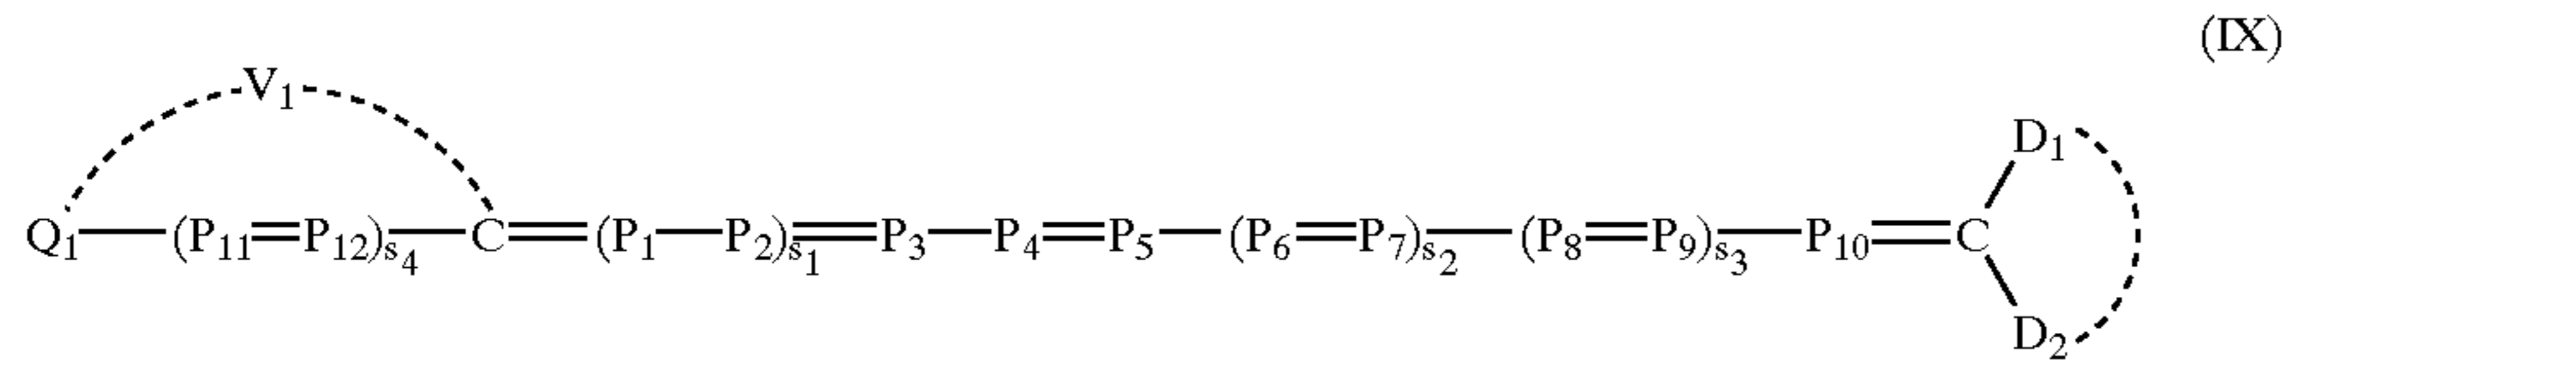 (IX)
V1
D1
Q1—(P11=P12)s4—C=(P1—P2)s1=P3—P4=P5—(P6=P7)s2—(P8=P9)s3—P10=C
D2